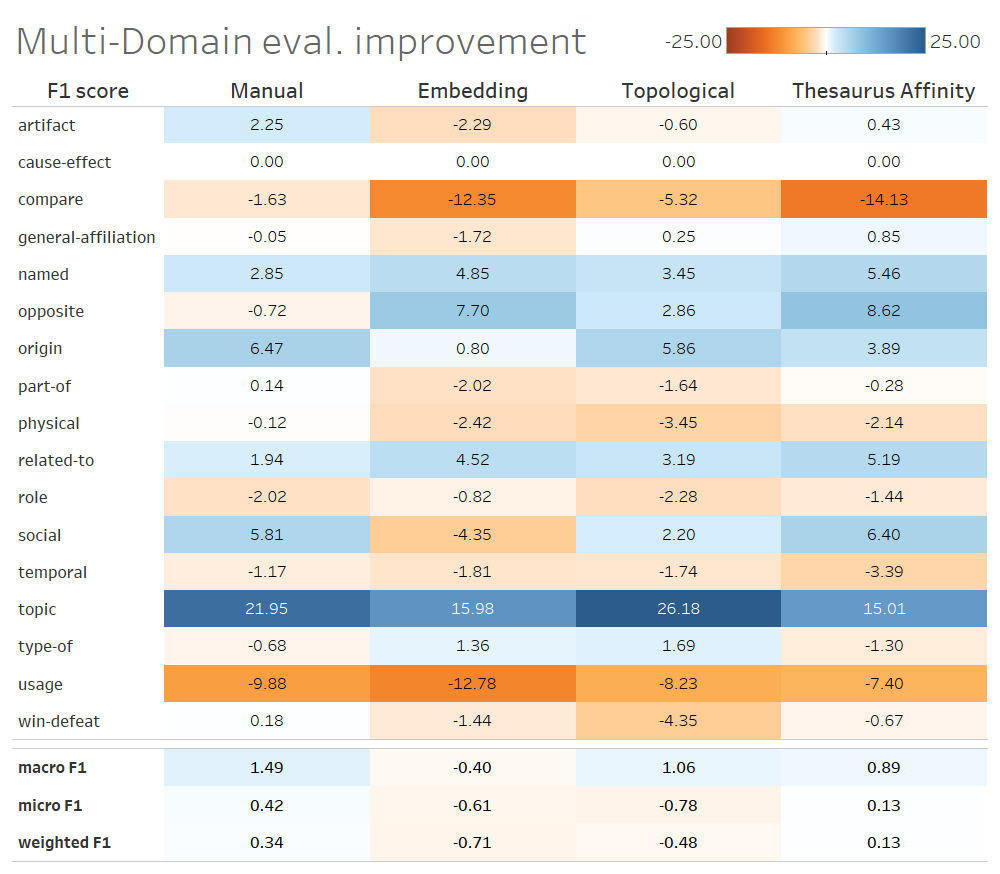 Multi-Domain eval. improvement
-25.00 25.00
F1 score Manual Embedding Topological Thesaurus Affinity
artifact 2.25 -2.29 -0.60 0.43
cause-effect 0.00 0.00 0.00 0.00
compare -1.63 -12.35 -5.32 -14.13
general-affiliation -0.05 -1.72 0.25 0.85
named 2.85 4.85 3.45 5.46
opposite -0.72 7.70 2.86 8.62
origin 6.47 0.80 5.86 3.89
part-of 0.14 -2.02 -1.64 -0.28
physical -0.12 -2.42 -3.45 -2.14
related-to 1.94 4.52 3.19 5.19
role -2.02 -0.82 -2.28 -1.44
social 5.81 -4.35 2.20 6.40
temporal -1.17 -1.81 -1.74 -3.39
topic 21.95 15.98 26.18 15.01
type-of -0.68 1.36 1.69 -1.30
usage -9.88 -12.78 -8.23 -7.40
win-defeat 0.18 -1.44 -4.35 -0.67
macro F1 1.49 -0.40 1.06 0.89
micro F1 0.42 -0.61 -0.78 0.13
weighted F1 0.34 -0.71 -0.48 0.13